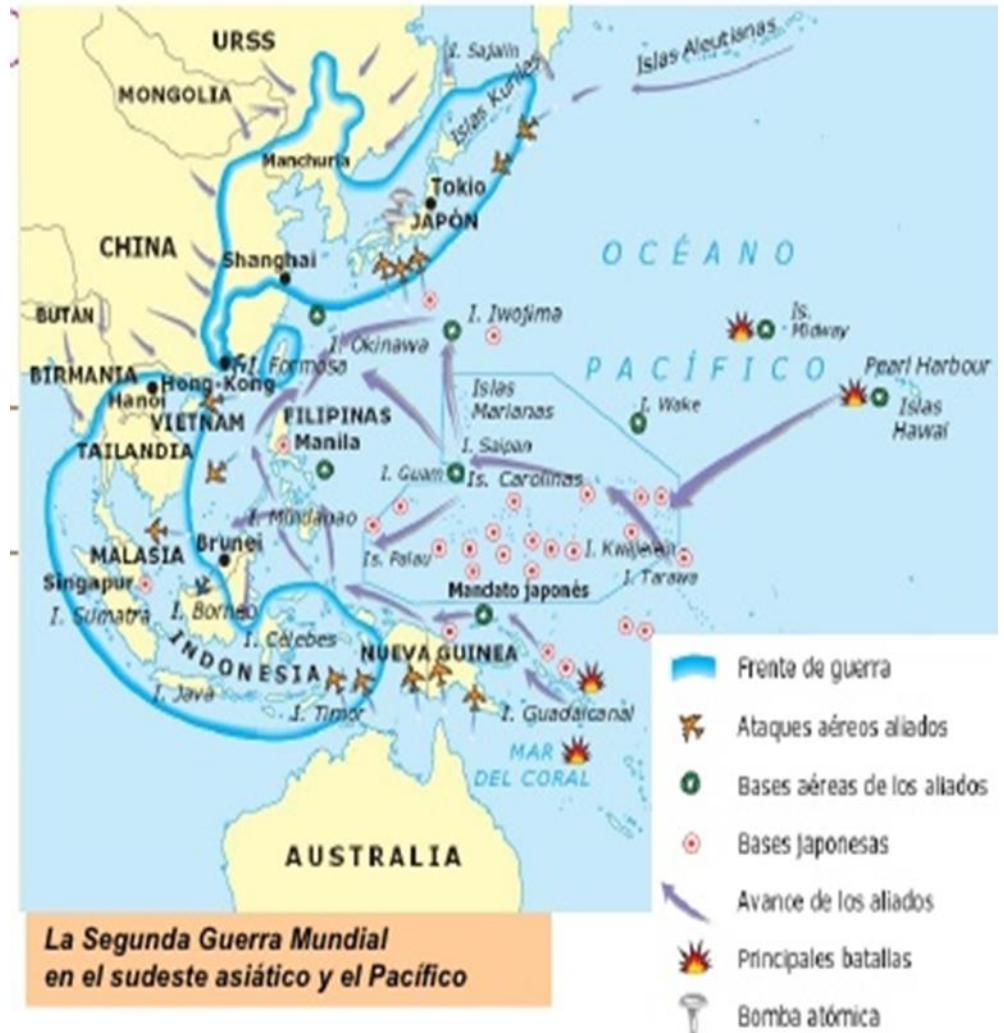 URSS
I. Sajalín
Islas Aleutianas
MONGOLIA
Islas Kuriles
Manchuria
Tokio
JAPÓN
CHINA
OCÉANO
Shanghai
BUTÁN
I. Iwojima
Is.
Midway
I. Okinawa
I. Formosa
PACÍFICO
Pearl Harbour
BIRMANIA
Hong-Kong
Hanoi
Islas
Marianas
Islas
Hawai
VIETNAM
FILIPINAS
I. Wake
Manila
TAILANDIA
I. Saipan
I. Guam
Is. Carolinas
I. Mindanao
MALASIA
Brunei
Is. Palau
I. Kwajelein
Singapur
I. Tarawa
Mandato japonés
I. Sumatra
I. Borneo
I. Célebes
NUEVA GUINEA
INDONESIA
Frente de guerra
I. Java
I. Timor
I. Guadalcanal
Ataques aéreos aliados
MAR
DEL CORAL
Bases aéreas de los aliados
Bases Japonesas
AUSTRALIA
Avance de los aliados
La Segunda Guerra Mundial
en el sudeste asiático y el Pacífico
Principales batallas
Bomba atómica